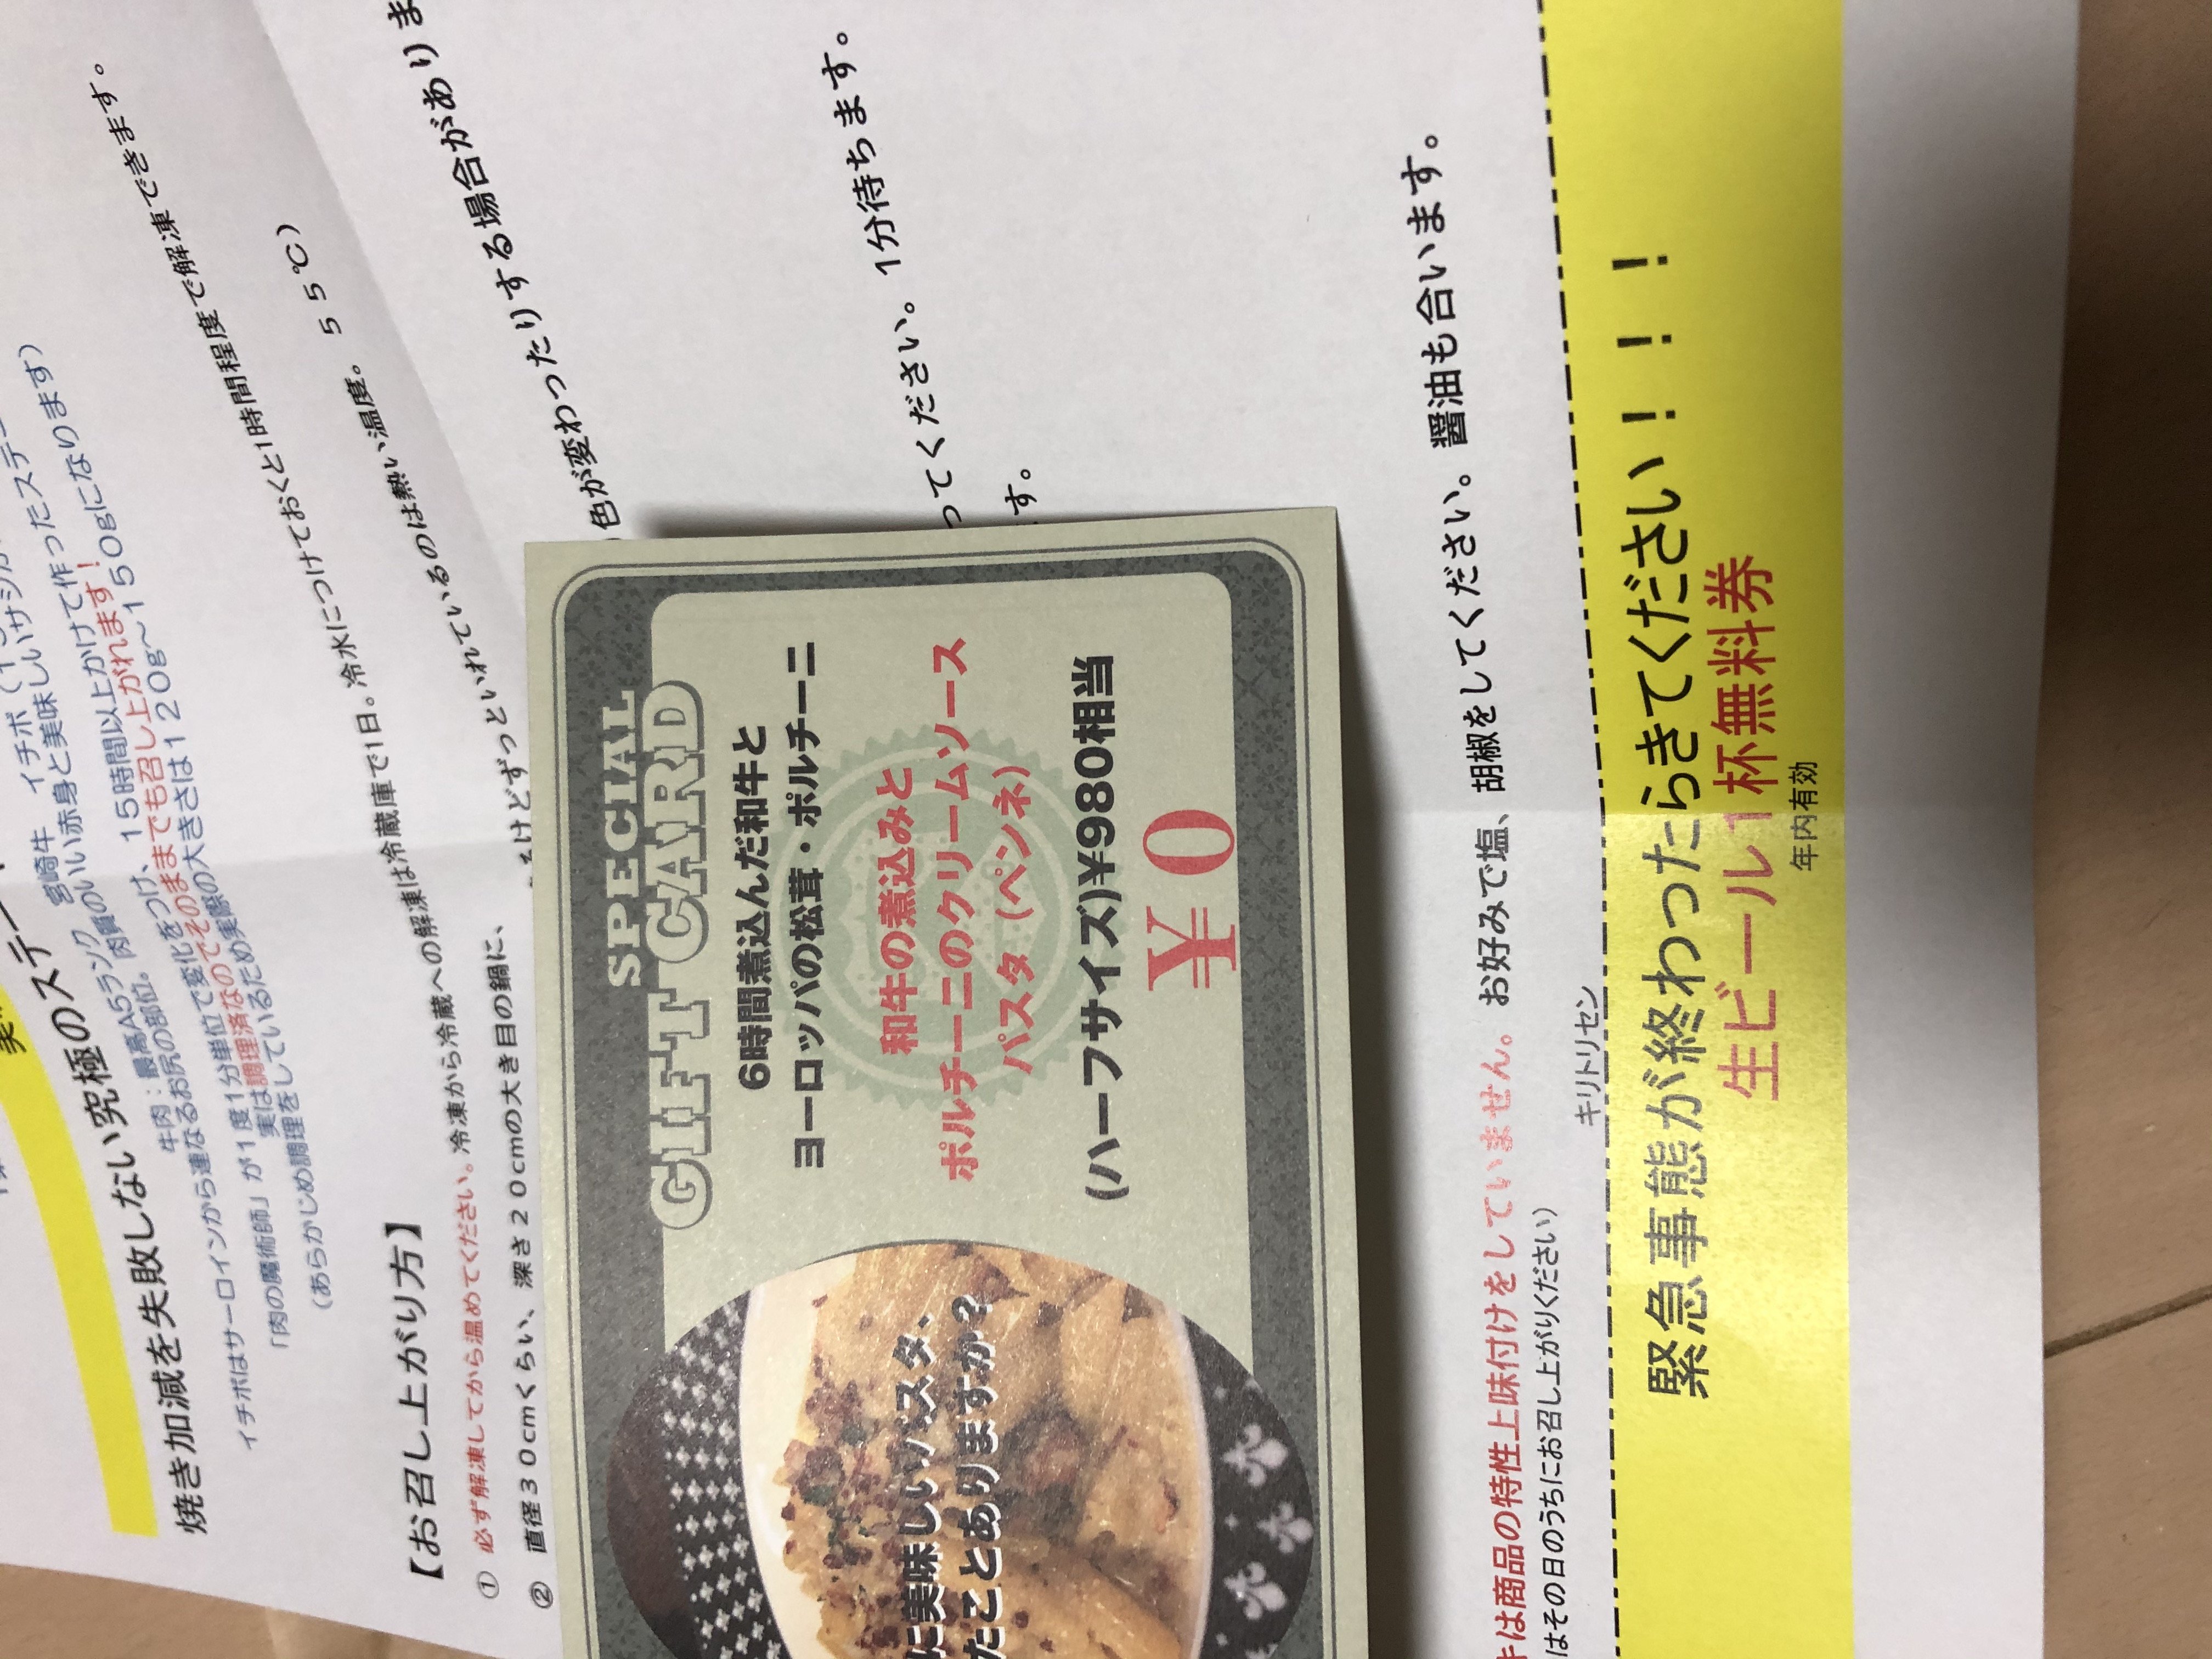 焼き加減を失敗しない究極のステー
牛肉：最高A5ランク 宮崎牛 イチボ
イチボはサーロインから連なるお尻の部位。肉質のいい赤身と美味しいサシが
「肉の魔術師」が1度1分単位で変化をつけ、15時間以上かけて作ったステー
実は調理済なのでそのままでも召し上がれます！
（あらかじめ調理をしているため実際の大きさは120g～150gになります）
【お召し上がり方】
① 必ず解凍してから温めてください。冷凍から冷蔵への解凍は冷蔵庫で1日。冷水につけておくと1時間程度で解凍できます。
② 直径30cmくらい、深さ20cmの大き目の鍋に、
るけどずっといれているのは熱い温度。55℃）
色が変わったりする場合がありま
ってください。1分待ちます。
す。
SPECIAL
GIFT CARD
6時間煮込んだ和牛と
ヨーロッパの松茸・ポルチーニ
和牛の煮込みと
ポルチーニのクリームソース
パスタ（ペンネ）
(ハーフサイズ)¥980相当
¥0
に美味しいパスタ、
たことありますか？
キは商品の特性上味付けをしていません。お好みで塩、胡椒をしてください。醤油も合います。
はその日のうちにお召し上がりください）
キリトリセン
緊急事態が終わったらきてください！！！
生ビール1杯無料券
年内有効